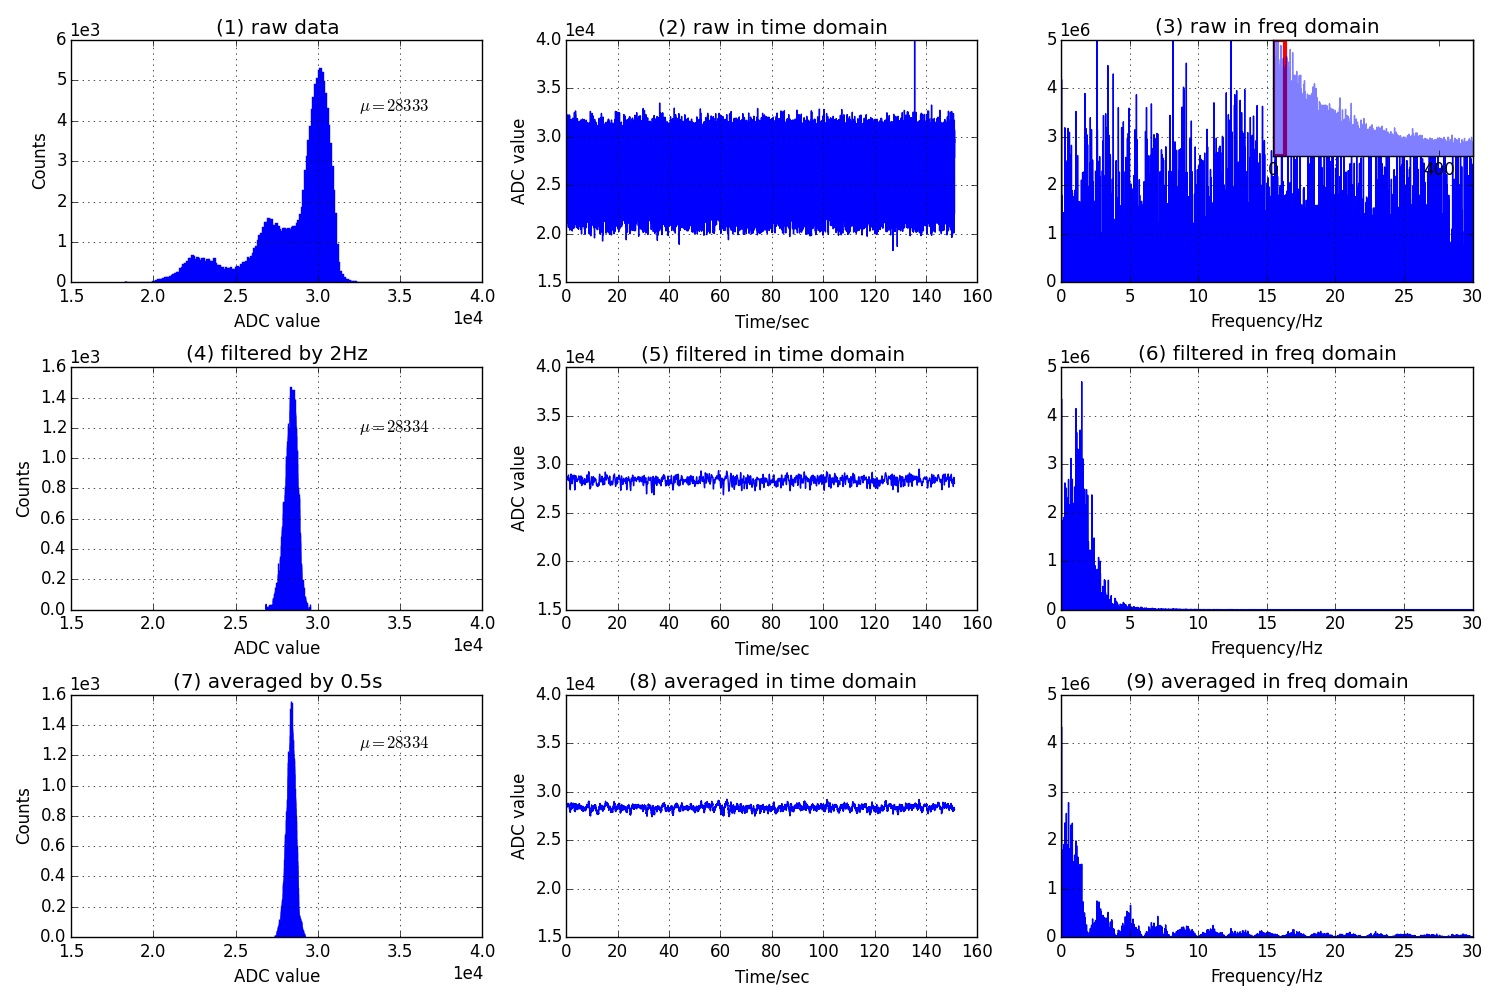 (1) raw data
1e3
6
5
4
3
2
1
0
Counts
μ=28333
1.5 2.0 2.5 3.0 3.5 4.0
1e4
ADC value
(2) raw in time domain
1e4
4.0
3.5
3.0
2.5
2.0
1.5
ADC value
0 20 40 60 80 100 120 140 160
Time/sec
(3) raw in freq domain
1e6
5
4
3
2
1
0
0 400
0 5 10 15 20 25 30
Frequency/Hz
(4) filtered by 2Hz
1e3
1.6
1.4
1.2
1.0
0.8
0.6
0.4
0.2
0.0
Counts
μ=28334
1.5 2.0 2.5 3.0 3.5 4.0
1e4
ADC value
(5) filtered in time domain
1e4
4.0
3.5
3.0
2.5
2.0
1.5
ADC value
0 20 40 60 80 100 120 140 160
Time/sec
(6) filtered in freq domain
1e6
5
4
3
2
1
0
0 5 10 15 20 25 30
Frequency/Hz
(7) averaged by 0.5s
1e3
1.6
1.4
1.2
1.0
0.8
0.6
0.4
0.2
0.0
Counts
μ=28334
1.5 2.0 2.5 3.0 3.5 4.0
1e4
ADC value
(8) averaged in time domain
1e4
4.0
3.5
3.0
2.5
2.0
1.5
ADC value
0 20 40 60 80 100 120 140 160
Time/sec
(9) averaged in freq domain
1e6
5
4
3
2
1
0
0 5 10 15 20 25 30
Frequency/Hz